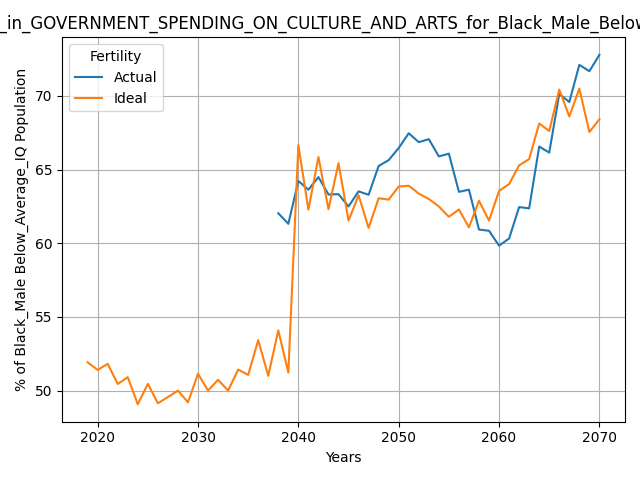 _in_GOVERNMENT_SPENDING_ON_CULTURE_AND_ARTS_for_Black_Male_Below
% of Black_Male Below_Average_IQ Population
Fertility
Actual
Ideal
70
65
60
55
50
2020 2030 2040 2050 2060 2070
Years